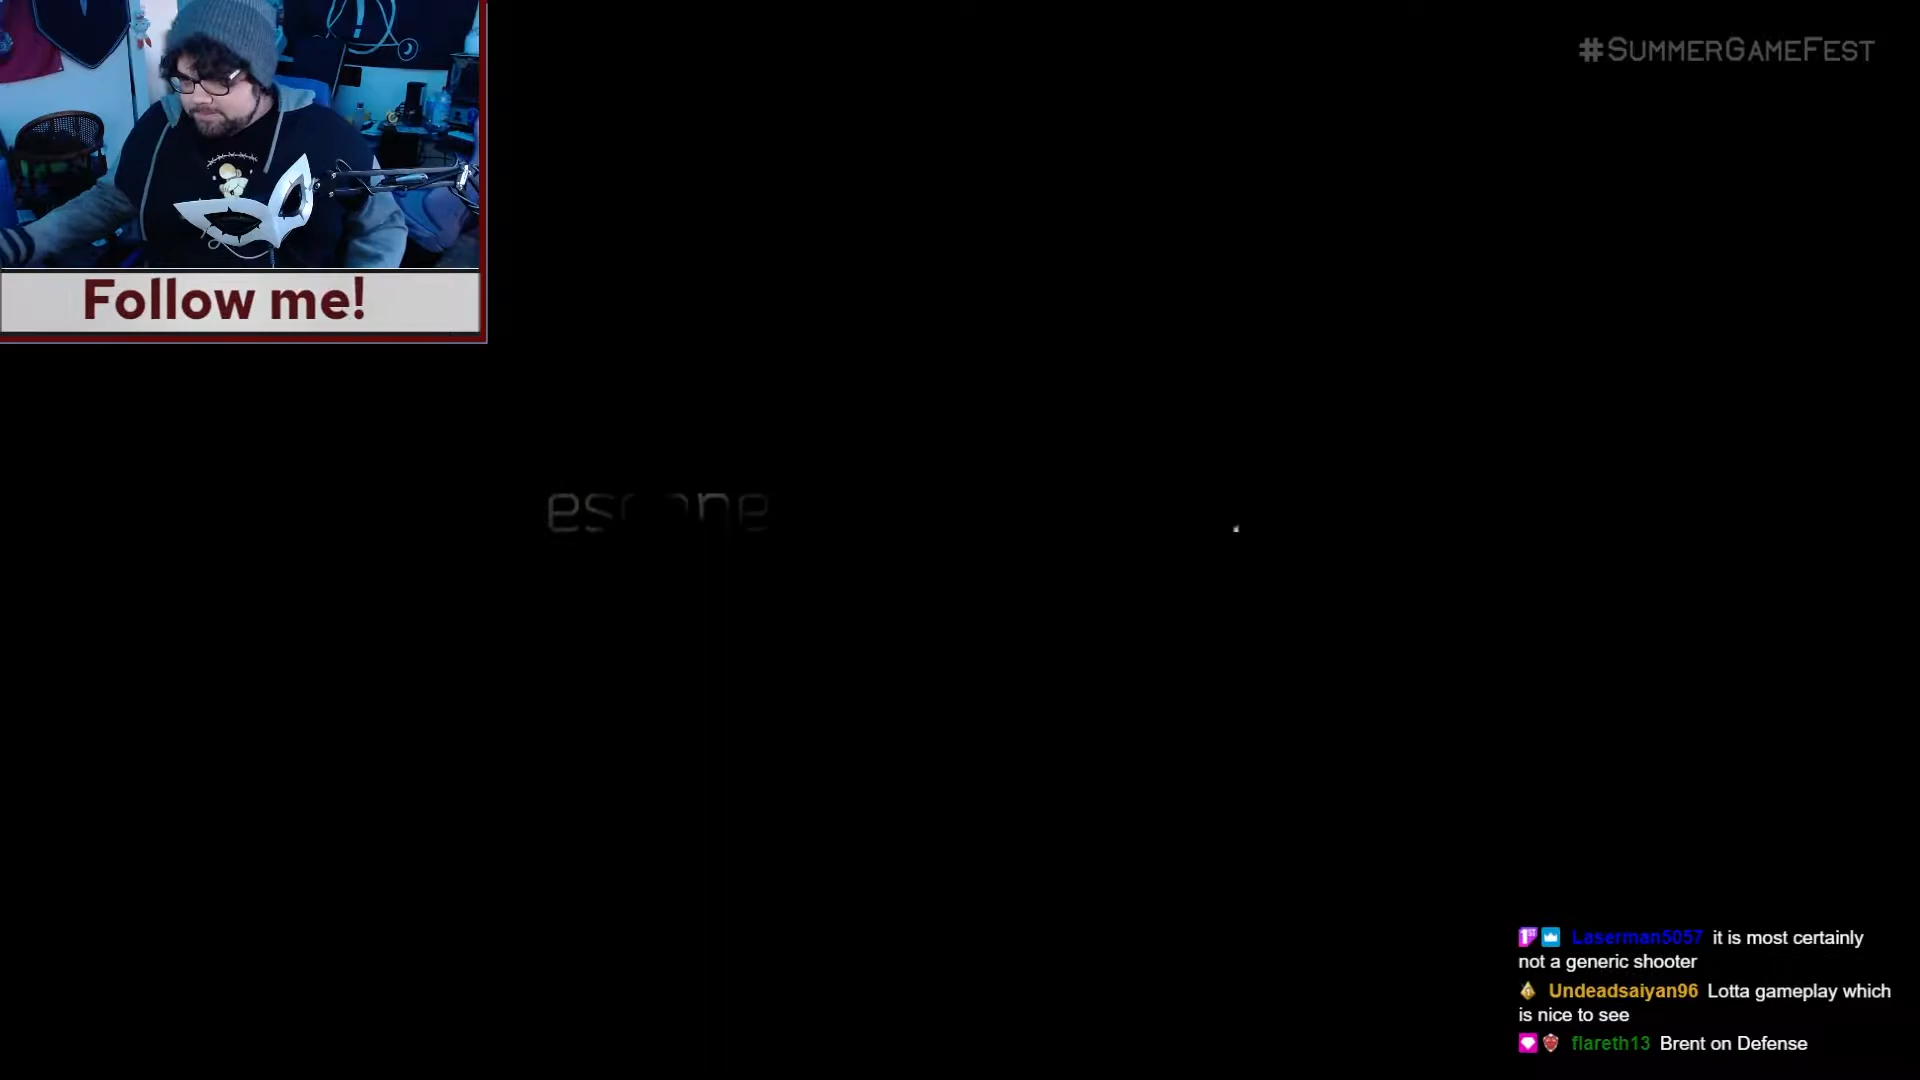 #SUMMERGAMEFEST
Follow me!
escape
Laserman5057 it is most certainly
not a generic shooter
Undeadsaiyan96 Lotta gameplay which
is nice to see
flareth13 Brent on Defense